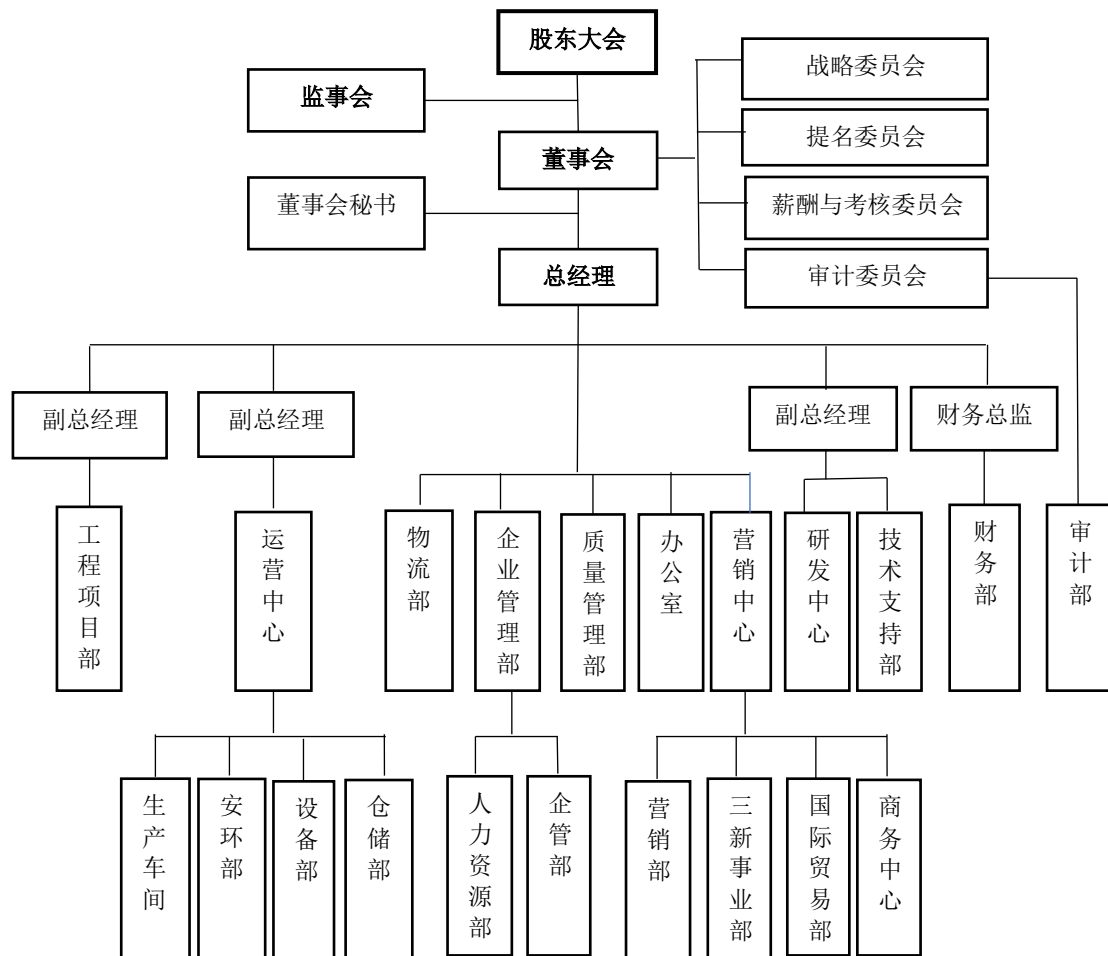 股东大会
战略委员会
监事会
提名委员会
董事会
董事会秘书
薪酬与考核委员会
总经理
审计委员会
副总经理
副总经理
副总经理
财务总监
工程项目部
运营中心
物流部
企业管理部
质量管理部
办公室
营销中心
研发中心
技术支持部
财务部
审计部
生产车间
安环部
设备部
仓储部
人力资源部
企管部
营销部
三新事业部
国际贸易部
商务中心